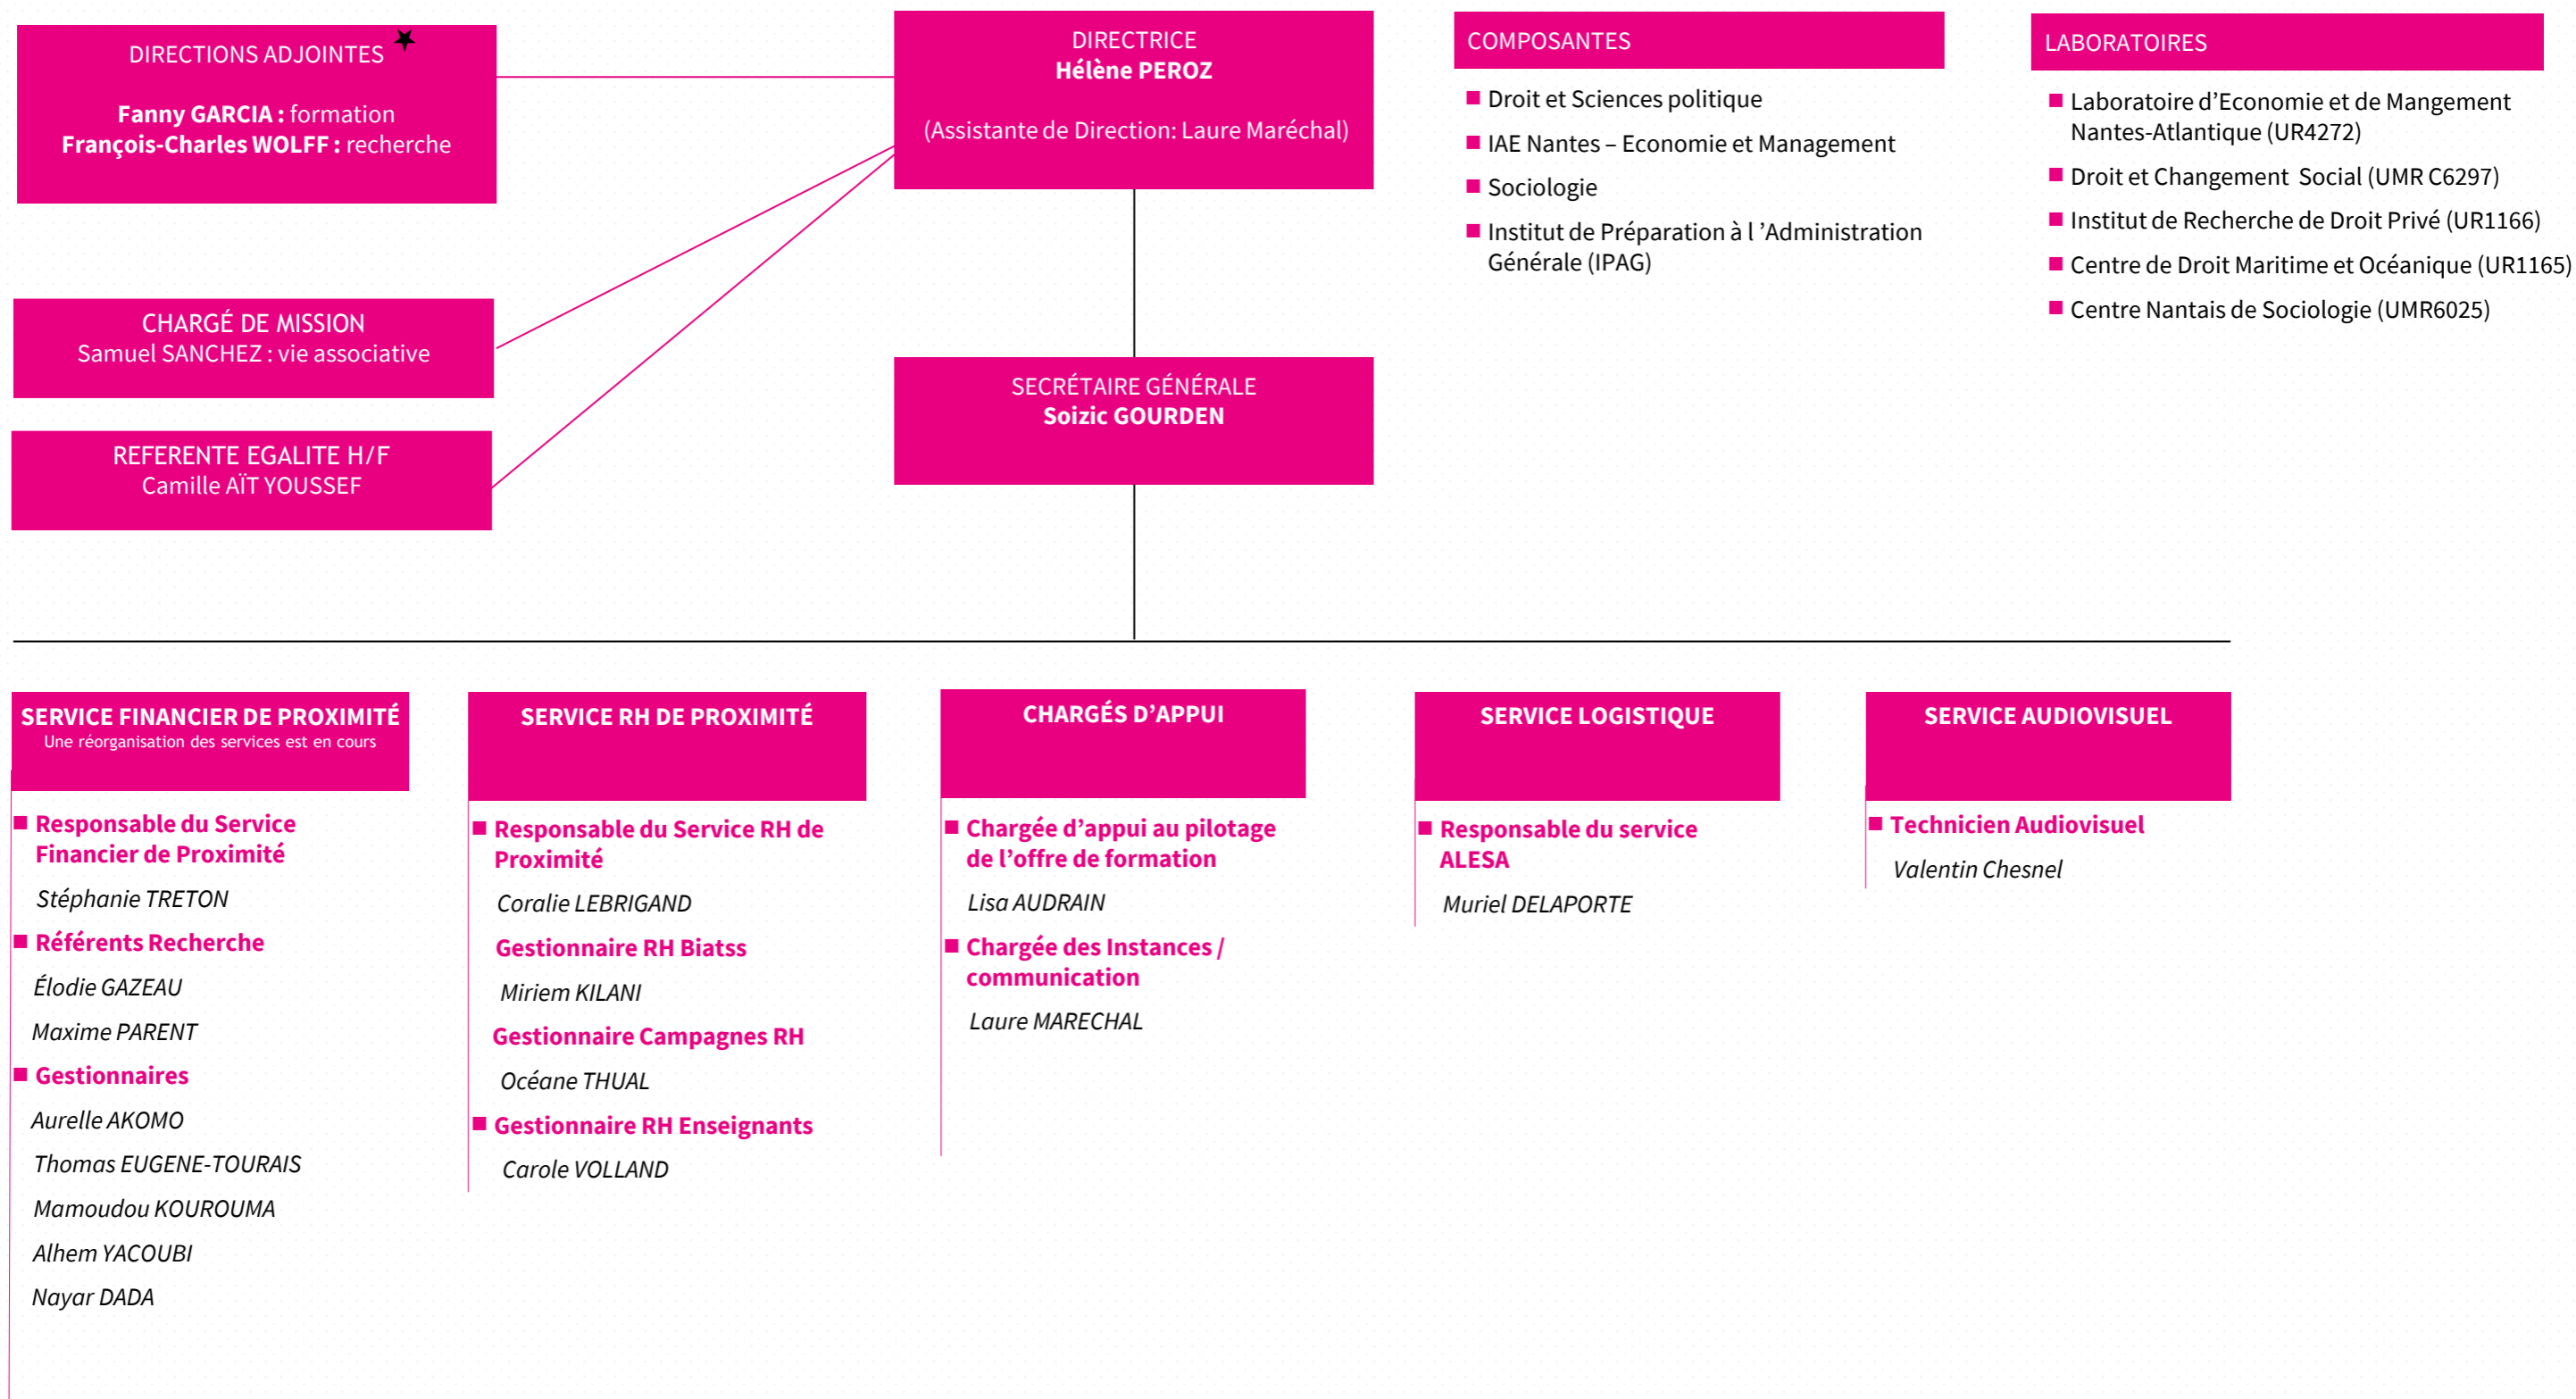 DIRECTIONS ADJOINTES
Fanny GARCIA : formation
François-Charles WOLFF : recherche
DIRECTRICE
Hélène PEROZ
(Assistante de Direction: Laure Maréchal)
COMPOSANTES
Droit et Sciences politique
IAE Nantes – Economie et Management
Sociologie
Institut de Préparation à l ’Administration
Générale (IPAG)
LABORATOIRES
Laboratoire d’Economie et de Mangement
Nantes-Atlantique (UR4272)
Droit et Changement Social (UMR C6297)
Institut de Recherche de Droit Privé (UR1166)
Centre de Droit Maritime et Océanique (UR1165)
Centre Nantais de Sociologie (UMR6025)
CHARGÉ DE MISSION
Samuel SANCHEZ : vie associative
REFERENTE EGALITE H/F
Camille AÏT YOUSSEF
SECRÉTAIRE GÉNÉRALE
Soizic GOURDEN
SERVICE FINANCIER DE PROXIMITÉ
Une réorganisation des services est en cours
Responsable du Service
Financier de Proximité
Stéphanie TRETON
Référents Recherche
Élodie GAZEAU
Maxime PARENT
Gestionnaires
Aurelle AKOMO
Thomas EUGENE-TOURAIS
Mamoudou KOUROUMA
Alhem YACOUBI
Nayar DADA
SERVICE RH DE PROXIMITÉ
Responsable du Service RH de
Proximité
Coralie LEBRIGAND
Gestionnaire RH Biatss
Miriem KILANI
Gestionnaire Campagnes RH
Océane THUAL
Gestionnaire RH Enseignants
Carole VOLLAND
CHARGÉS D’APPUI
Chargée d’appui au pilotage
de l’offre de formation
Lisa AUDRAIN
Chargée des Instances /
communication
Laure MARECHAL
SERVICE LOGISTIQUE
Responsable du service
ALESA
Muriel DELAPORTE
SERVICE AUDIOVISUEL
Technicien Audiovisuel
Valentin Chesnel